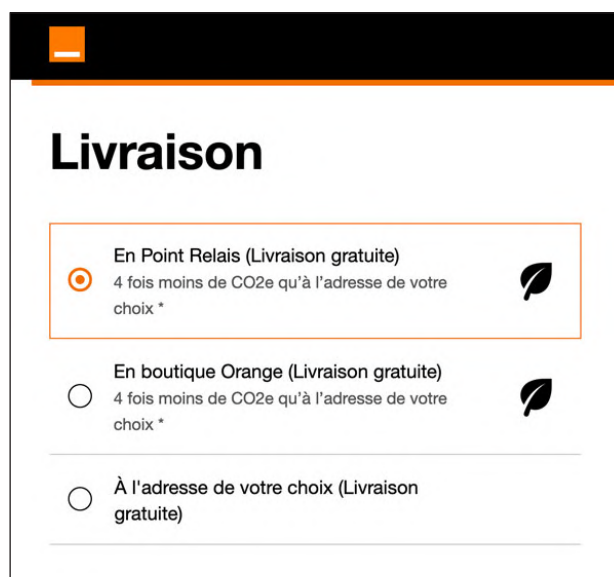 Livraison
En Point Relais (Livraison gratuite)
4 fois moins de CO2e qu'à l'adresse de votre
choix *
En boutique Orange (Livraison gratuite)
4 fois moins de CO2e qu'à l'adresse de votre
choix *
À l'adresse de votre choix (Livraison
gratuite)